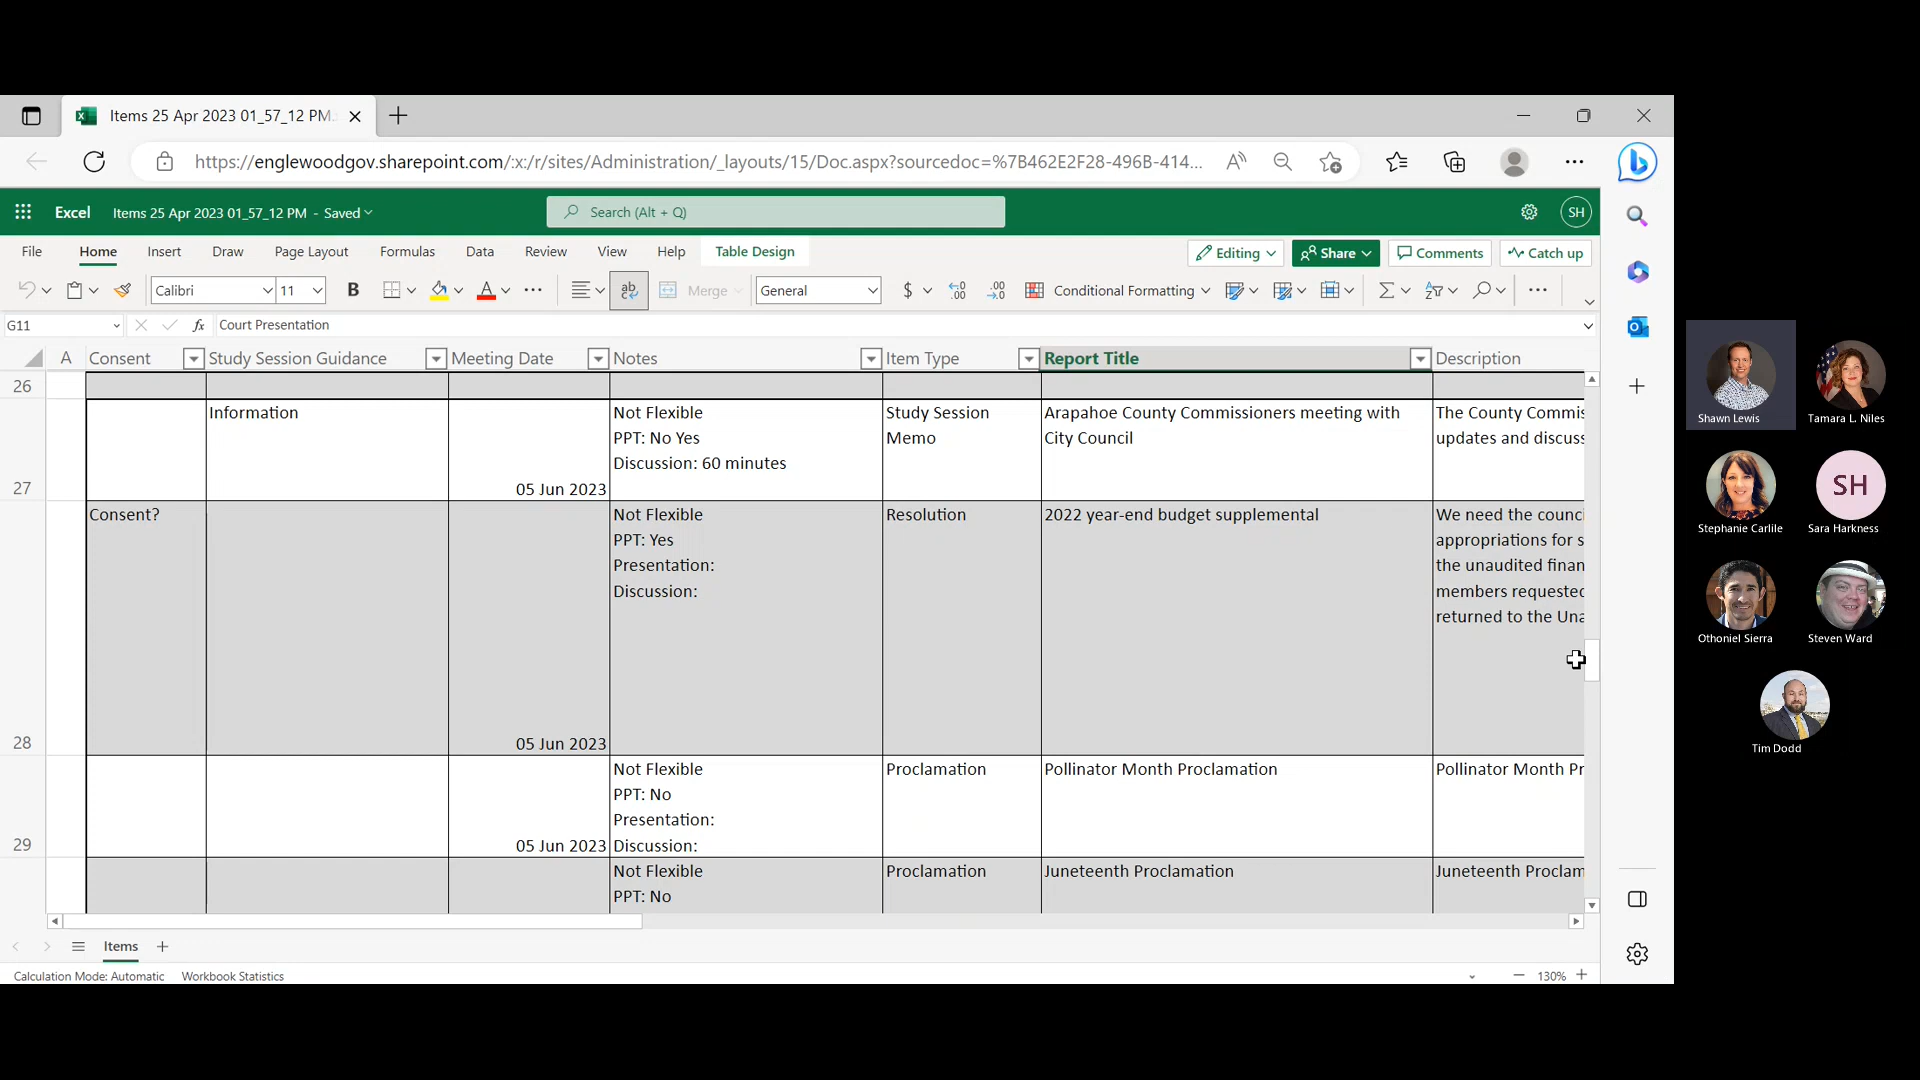 Items 25 Apr 2023 01_57_12 PM.
https://englewoodgov.sharepoint.com/:x:/r/sites/Administration/_layouts/15/Doc.aspx?sourcedoc=%7B462E2F28-496B-414...
Excel Items 25 Apr 2023 01_57_12 PM - Saved
Search (Alt + Q)
SH
File Home Insert Draw Page Layout Formulas Data Review View Help Table Design
Editing Share Comments Catch up
Calibri 11 B ab Merge General $ .00 .00 Conditional Formatting
G11 fx Court Presentation
A Consent Study Session Guidance Meeting Date Notes Item Type Report Title Description
26
27
Information
05 Jun 2023
Not Flexible
PPT: No Yes
Discussion: 60 minutes
Study Session
Memo
Arapahoe County Commissioners meeting with
City Council
The County Commis
updates and discuss
28
Consent?
05 Jun 2023
Not Flexible
PPT: Yes
Presentation:
Discussion:
Resolution
2022 year-end budget supplemental
We need the counci
appropriations for s
the unaudited finan
members requested
returned to the Una
29
05 Jun 2023
Not Flexible
PPT: No
Presentation:
Discussion:
Proclamation
Pollinator Month Proclamation
Pollinator Month Pr
Not Flexible
PPT: No
Proclamation
Juneteenth Proclamation
Juneteenth Proclam
Items
Calculation Mode: Automatic Workbook Statistics
130%
Shawn Lewis
Tamara L. Niles
Stephanie Carlile
SH
Sara Harkness
Othoniel Sierra
Steven Ward
Tim Dodd